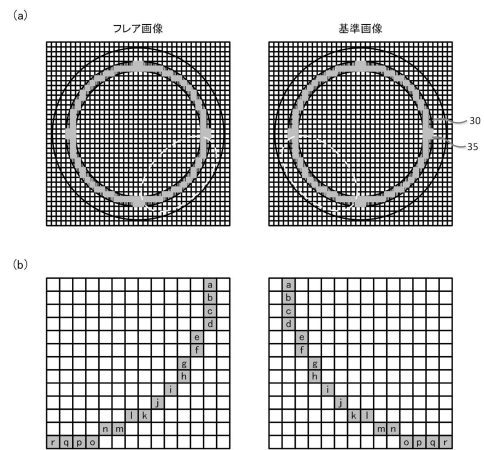 (a)
フレア画像
基準画像
30
35
(b)
a a
b b
c c
d d
e e
f f
g g
h h
i i
j j
l k k l
n m m n
r q p o o p q r